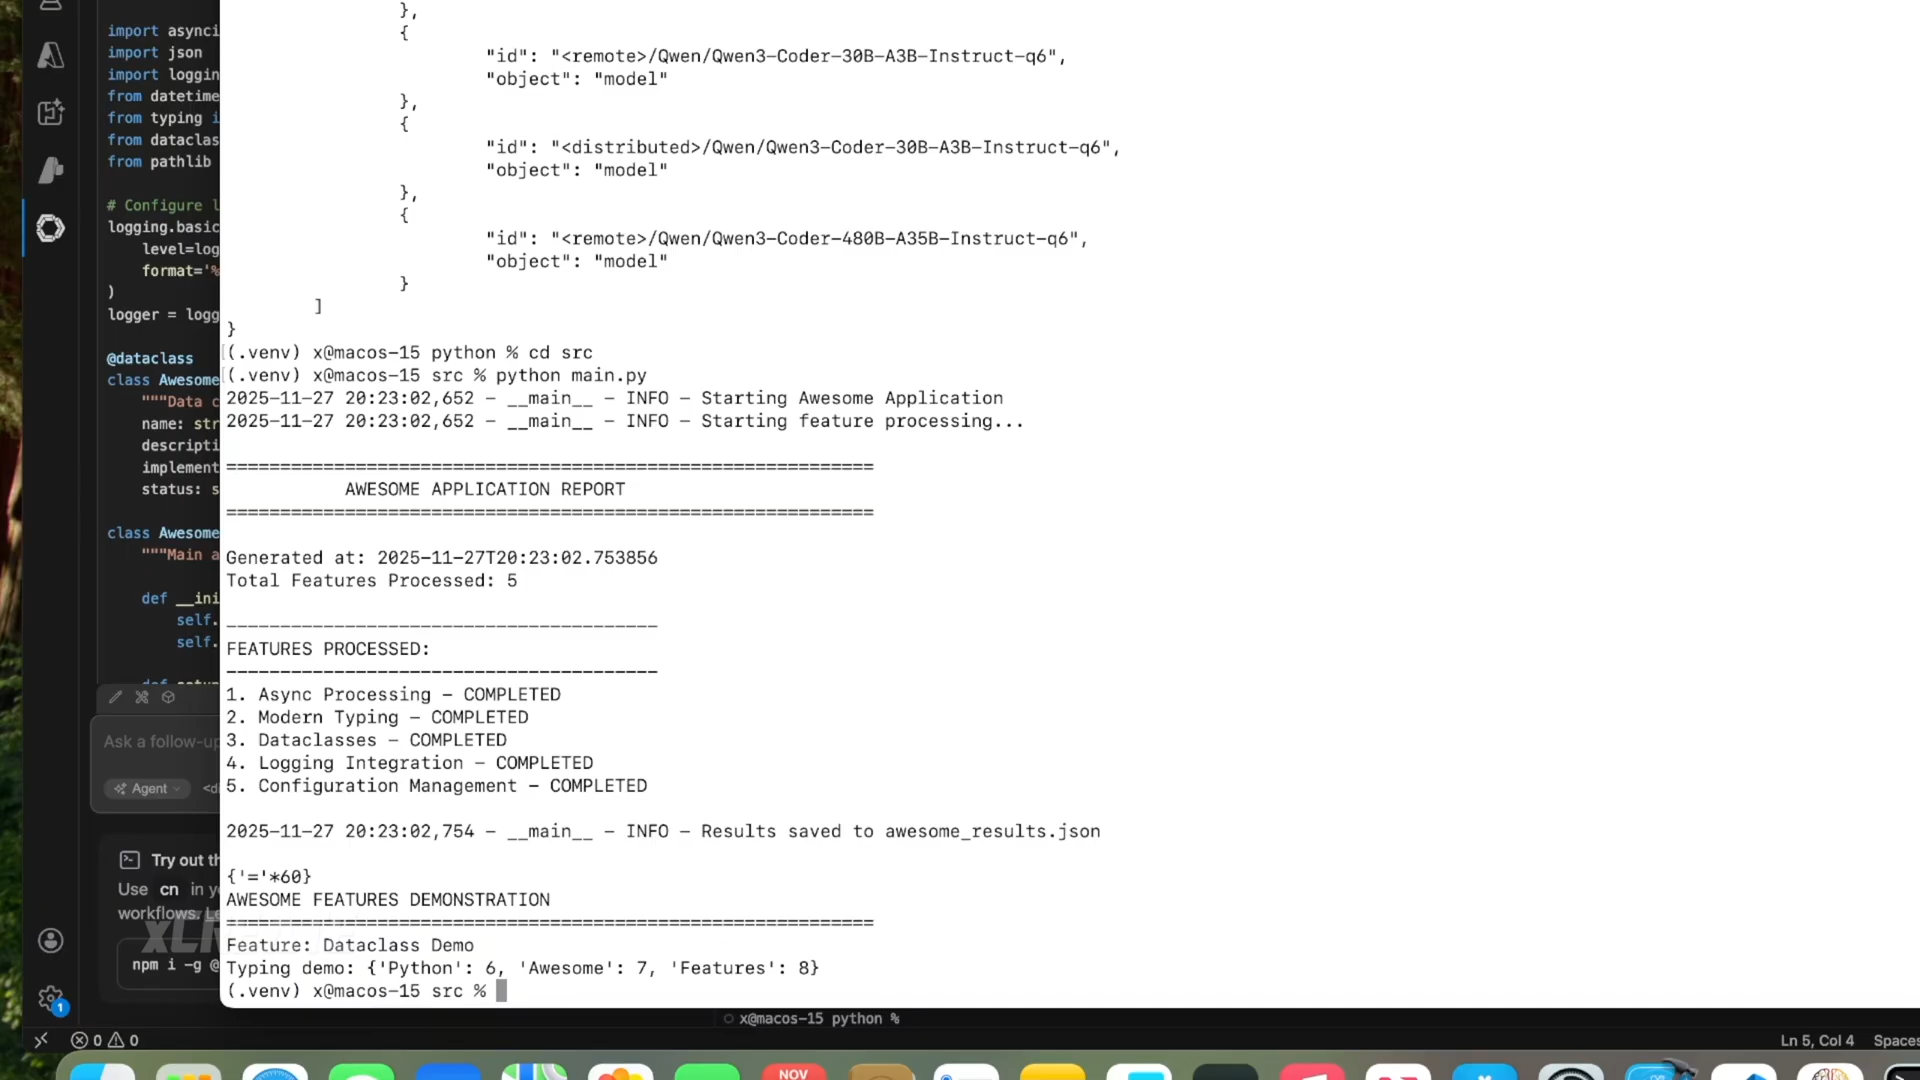 import asynci
import json
import loggin
from datetime
from typing i
from dataclas
from pathlib
# Configure l
logging.basic
level=log
format='%
)
logger = logg
@dataclass
class Awesome
"""Data c
name: str
descripti
implement
status: s
class Awesome
"""Main a
def __ini
self.
self.
Ask a follow-up
Agent
Try out th
Use cn in yo
workflows. Le
npm i -g @
},
{
"id": "<remote>/Qwen/Qwen3-Coder-30B-A3B-Instruct-q6",
"object": "model"
},
{
"id": "<distributed>/Qwen/Qwen3-Coder-30B-A3B-Instruct-q6",
"object": "model"
},
{
"id": "<remote>/Qwen/Qwen3-Coder-480B-A35B-Instruct-q6",
"object": "model"
}
]
}
(.venv) x@macos-15 python % cd src
(.venv) x@macos-15 src % python main.py
2025-11-27 20:23:02,652 - __main__ - INFO - Starting Awesome Application
2025-11-27 20:23:02,652 - __main__ - INFO - Starting feature processing...
============================================================
AWESOME APPLICATION REPORT
============================================================
Generated at: 2025-11-27T20:23:02.753856
Total Features Processed: 5
----------------------------------------
FEATURES PROCESSED:
----------------------------------------
1. Async Processing - COMPLETED
2. Modern Typing - COMPLETED
3. Dataclasses - COMPLETED
4. Logging Integration - COMPLETED
5. Configuration Management - COMPLETED
2025-11-27 20:23:02,754 - __main__ - INFO - Results saved to awesome_results.json
{'='*60}
AWESOME FEATURES DEMONSTRATION
============================================================
Feature: Dataclass Demo
Typing demo: {'Python': 6, 'Awesome': 7, 'Features': 8}
(.venv) x@macos-15 src %
x@macos-15 python %
1
0 0
Ln 5, Col 4
Spaces
NOV